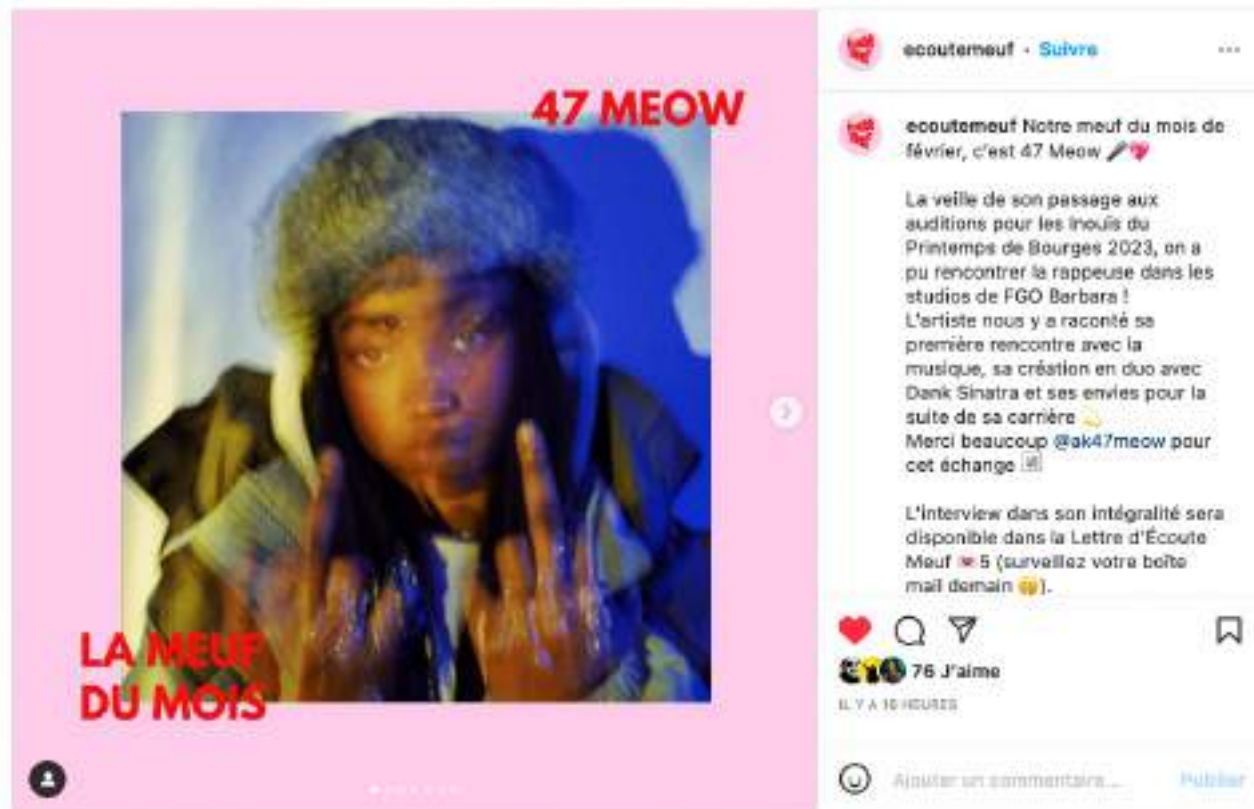 47 MEOW
LA MEUF
DU MOIS
ecoutemeuf • Suivre
ecoutemeuf Notre meuf du mois de
février, c'est 47 Meow 🎤💖
La veille de son passage aux
auditions pour les Inouïs du
Printemps de Bourges 2023, on a
pu rencontrer la rappeuse dans les
studios de FGO Barbara !
L'artiste nous y a raconté sa
première rencontre avec la
musique, sa création en duo avec
Dank Sinatra et ses envies pour la
suite de sa carrière 💫
Merci beaucoup @ak47meow pour
cet échange
L'interview dans son intégralité sera
disponible dans la Lettre d'Écoute
Meuf 💌 5 (surveillez votre boîte
mail demain 🤭).
76 J'aime
IL Y A 16 HEURES
Ajouter un commentaire...
Publier